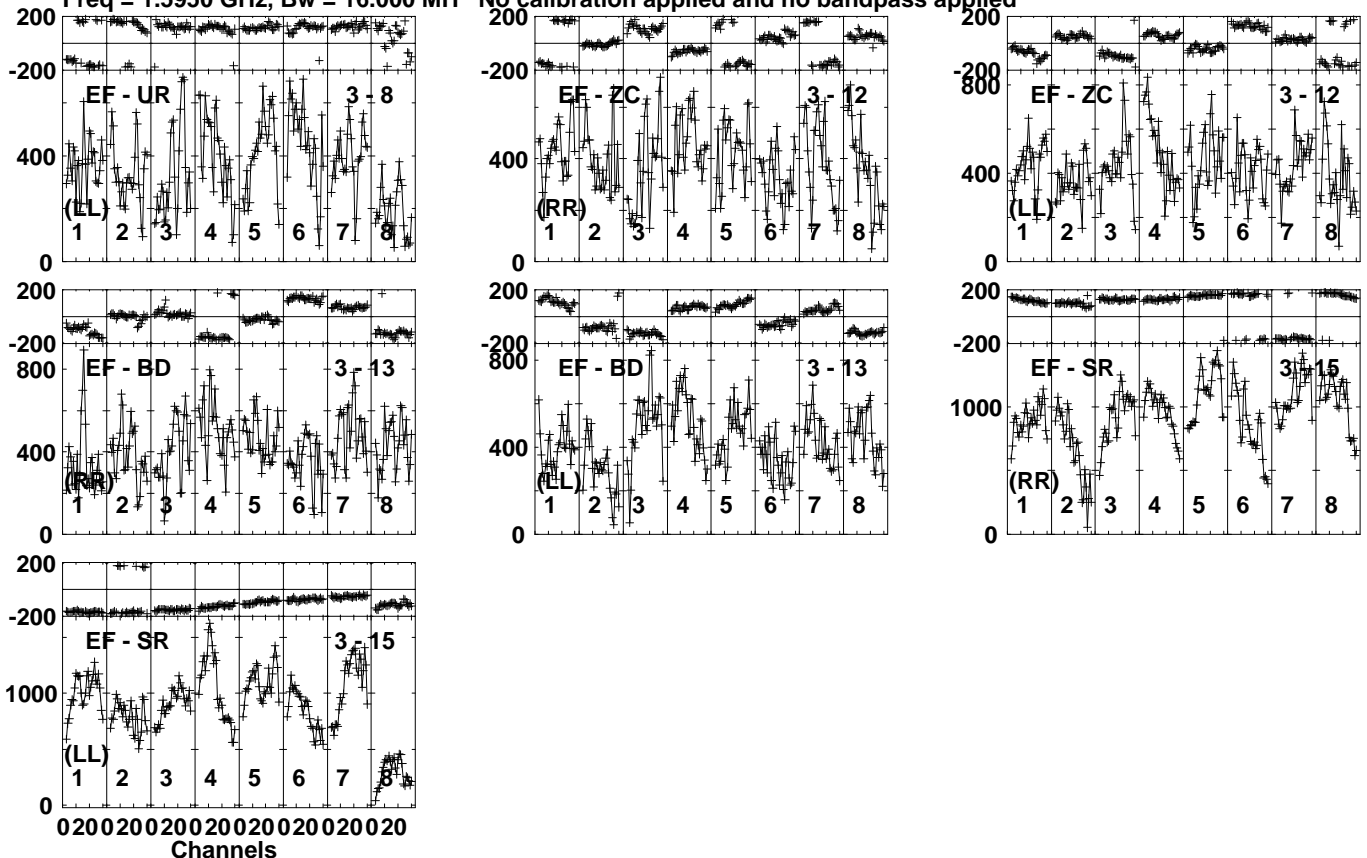 Freq = 1.5950 GHz, Bw = 16.000 MH No calibration applied and no bandpass applied
200 200 200
-200 -200 -200
800
EF - UR 3 - 8 EF - ZC 3 - 12 EF - ZC 3 - 12
400 400 400
(LL) (RR) (LL)
1 2 3 4 5 6 7 8 1 2 3 4 5 6 7 8 1 2 3 4 5 6 7 8
0 0 0
200 200 200
-200 -200 -200
EF - BD 3 - 13 EF - BD 3 - 13 EF - SR 3 - 15
800 800
1000
400 400
(RR) (LL) (RR)
1 2 3 4 5 6 7 8 1 2 3 4 5 6 7 8 1 2 3 4 5 6 7 8
0 0 0
200
-200
EF - SR 3 - 15
1000
(LL)
1 2 3 4 5 6 7 8
0
0 20 0 20 0 20 0 20 0 20 0 20 0 20 0 20
Channels